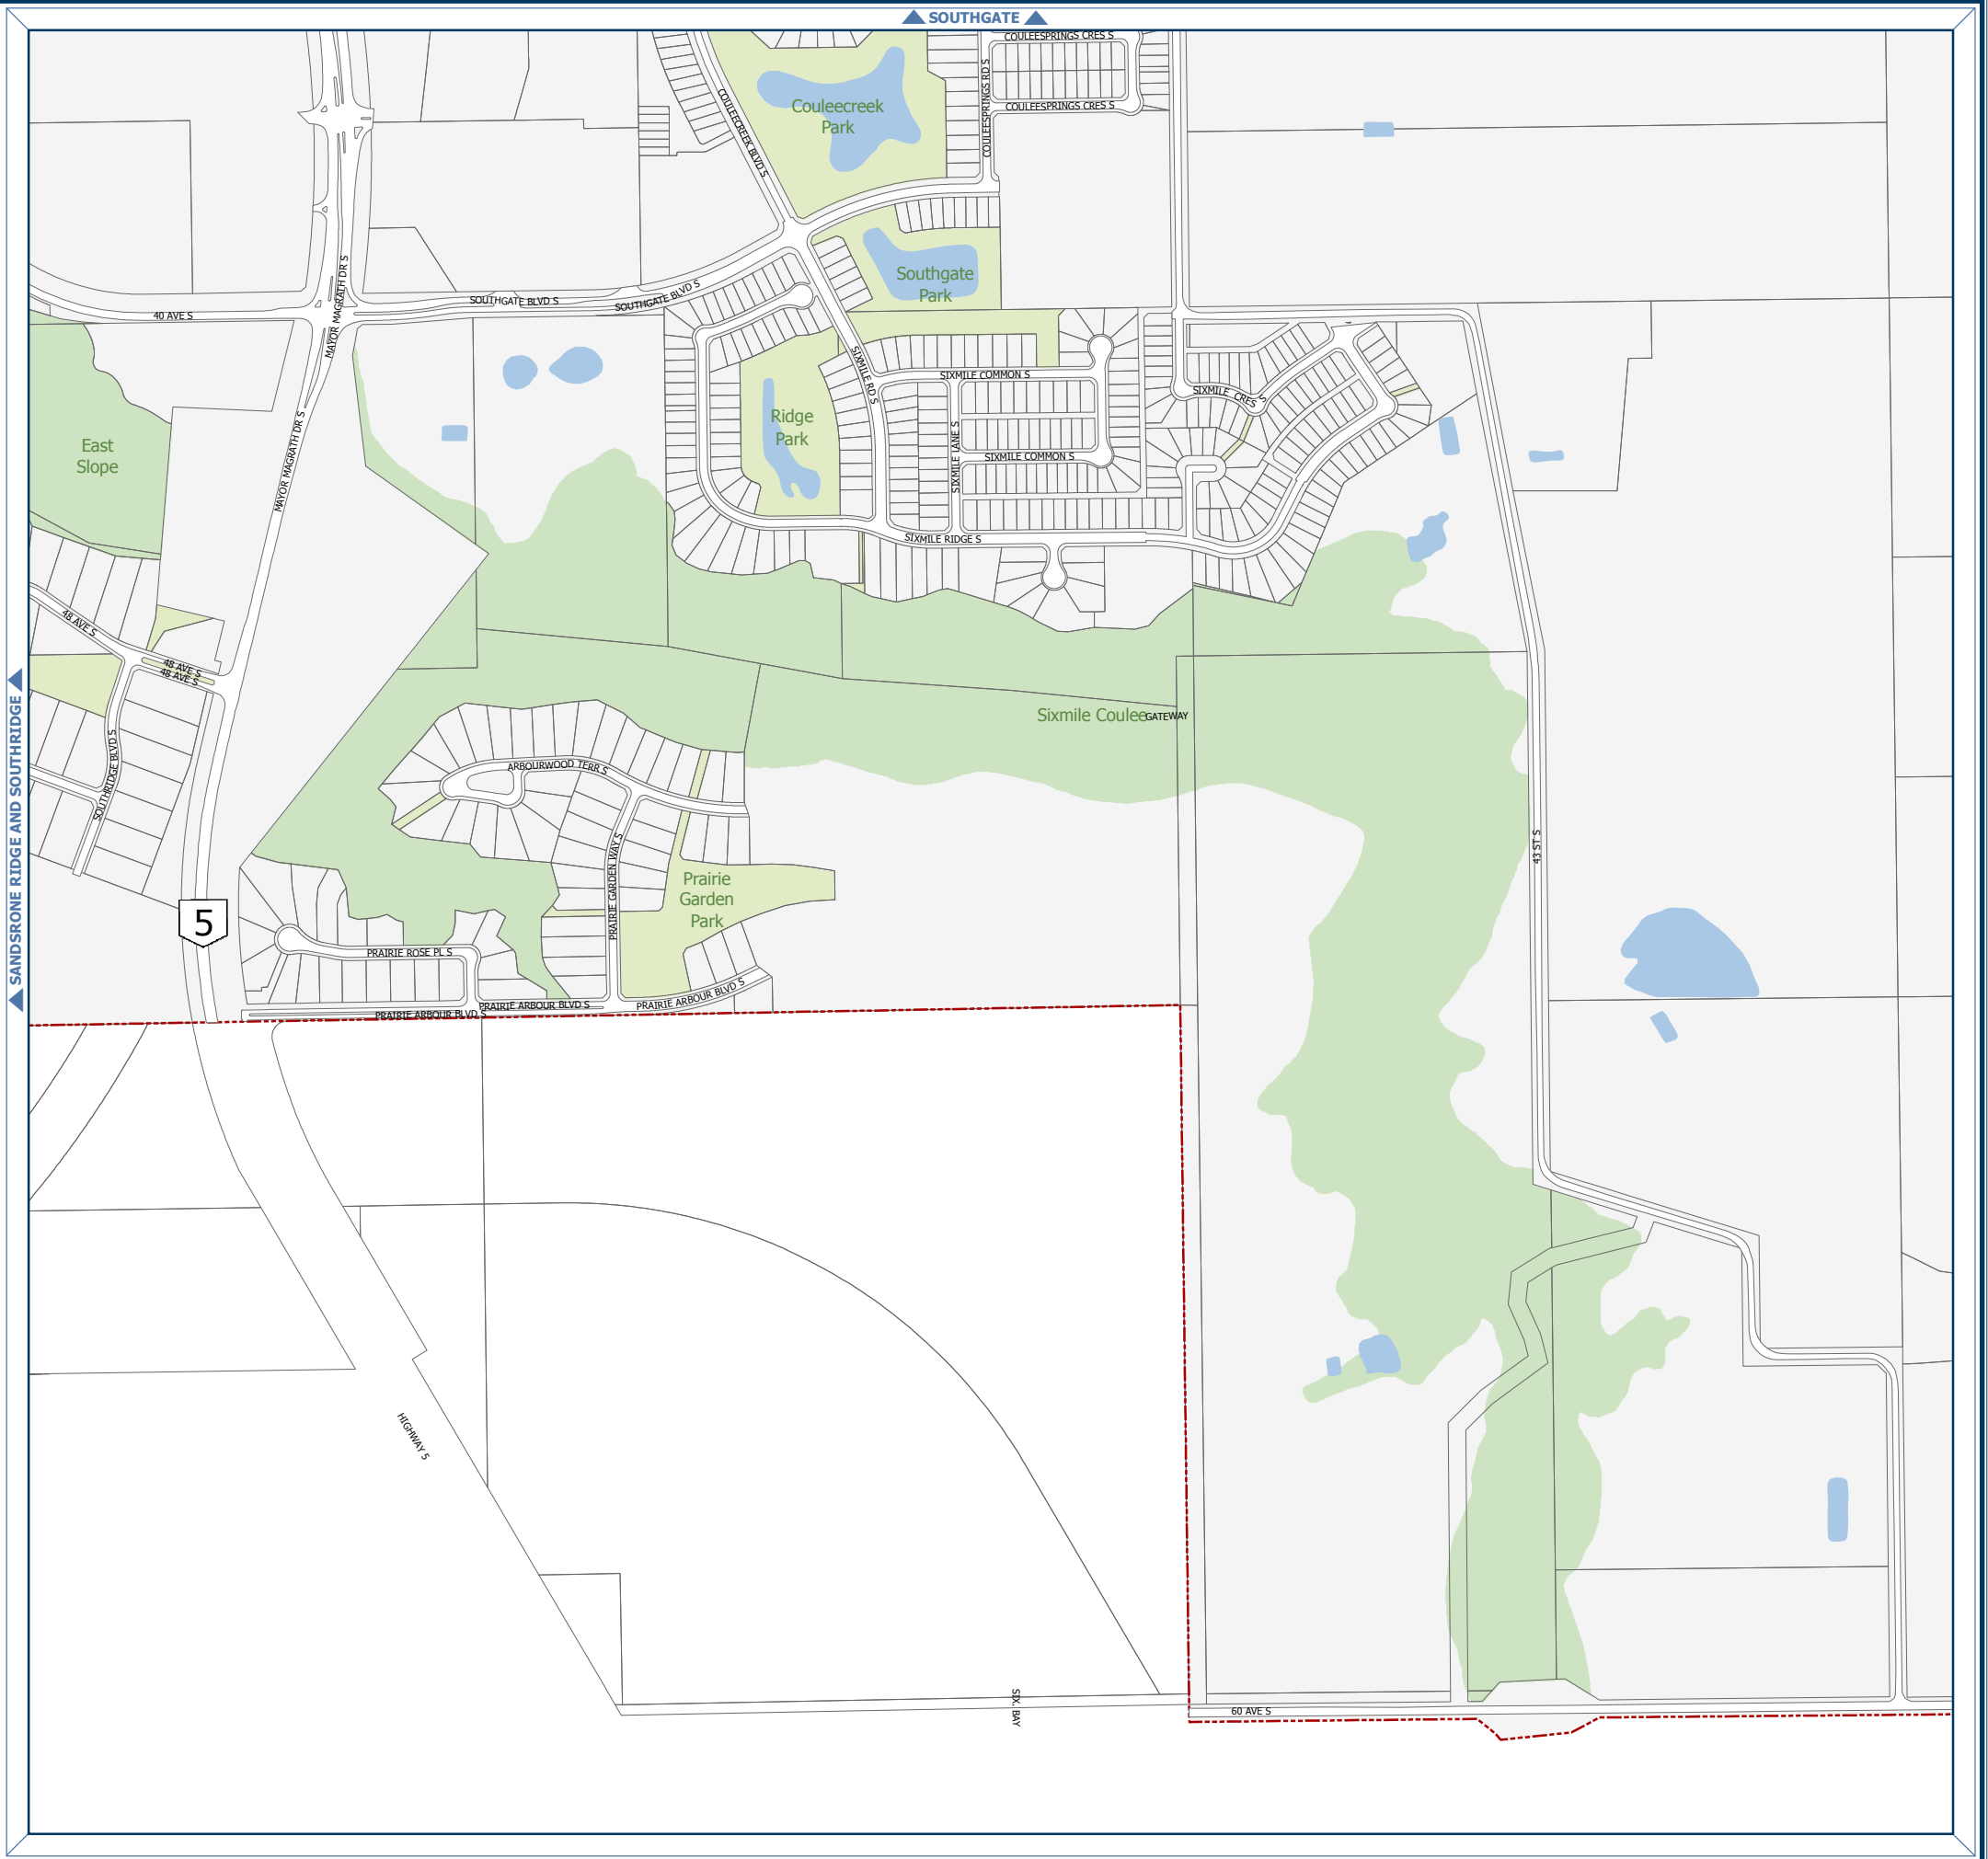 SOUTHGATE
COULEESPRINGS CRES S
COULEESPRINGS RD S
COULEESPRINGS CRES S
COULEECREEK BLVD S
Couleecreek
Park
Southgate
Park
MAYOR MAGRATH DR S
SOUTHGATE BLVD S
SOUTHGATE BLVD S
40 AVE S
MAYOR MAGRATH DR S
SIXMILE RD S
SIXMILE COMMON S
SIXMILE CRES S
Ridge
Park
East
Slope
SIXMILE LANE S
SIXMILE COMMON S
SIXMILE RIDGE S
48 AVE S
48 AVE S
48 AVE S
SANDSRONE RIDGE AND SOUTHRIDGE
SOUTHRIDGE BLVD S
Sixmile Coulee
GATEWAY
ARBOURWOOD TERR S
PRAIRIE GARDEN WAY S
43 ST S
Prairie
Garden
Park
5
PRAIRIE ROSE PL S
PRAIRIE ARBOUR BLVD S
PRAIRIE ARBOUR BLVD S
PRAIRIE ARBOUR BLVD S
HIGHWAY 5
SIX. BAY
60 AVE S